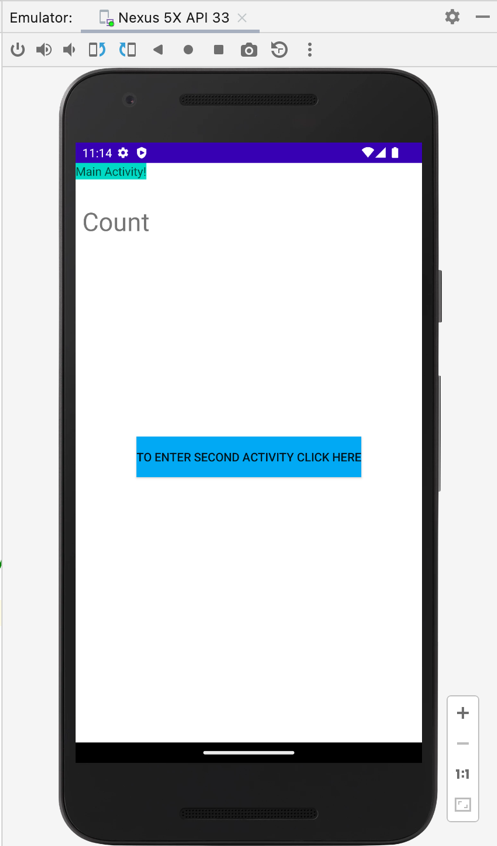 Emulator: Nexus 5X API 33
11:14
Main Activity!
Count
TO ENTER SECOND ACTIVITY CLICK HERE
1:1